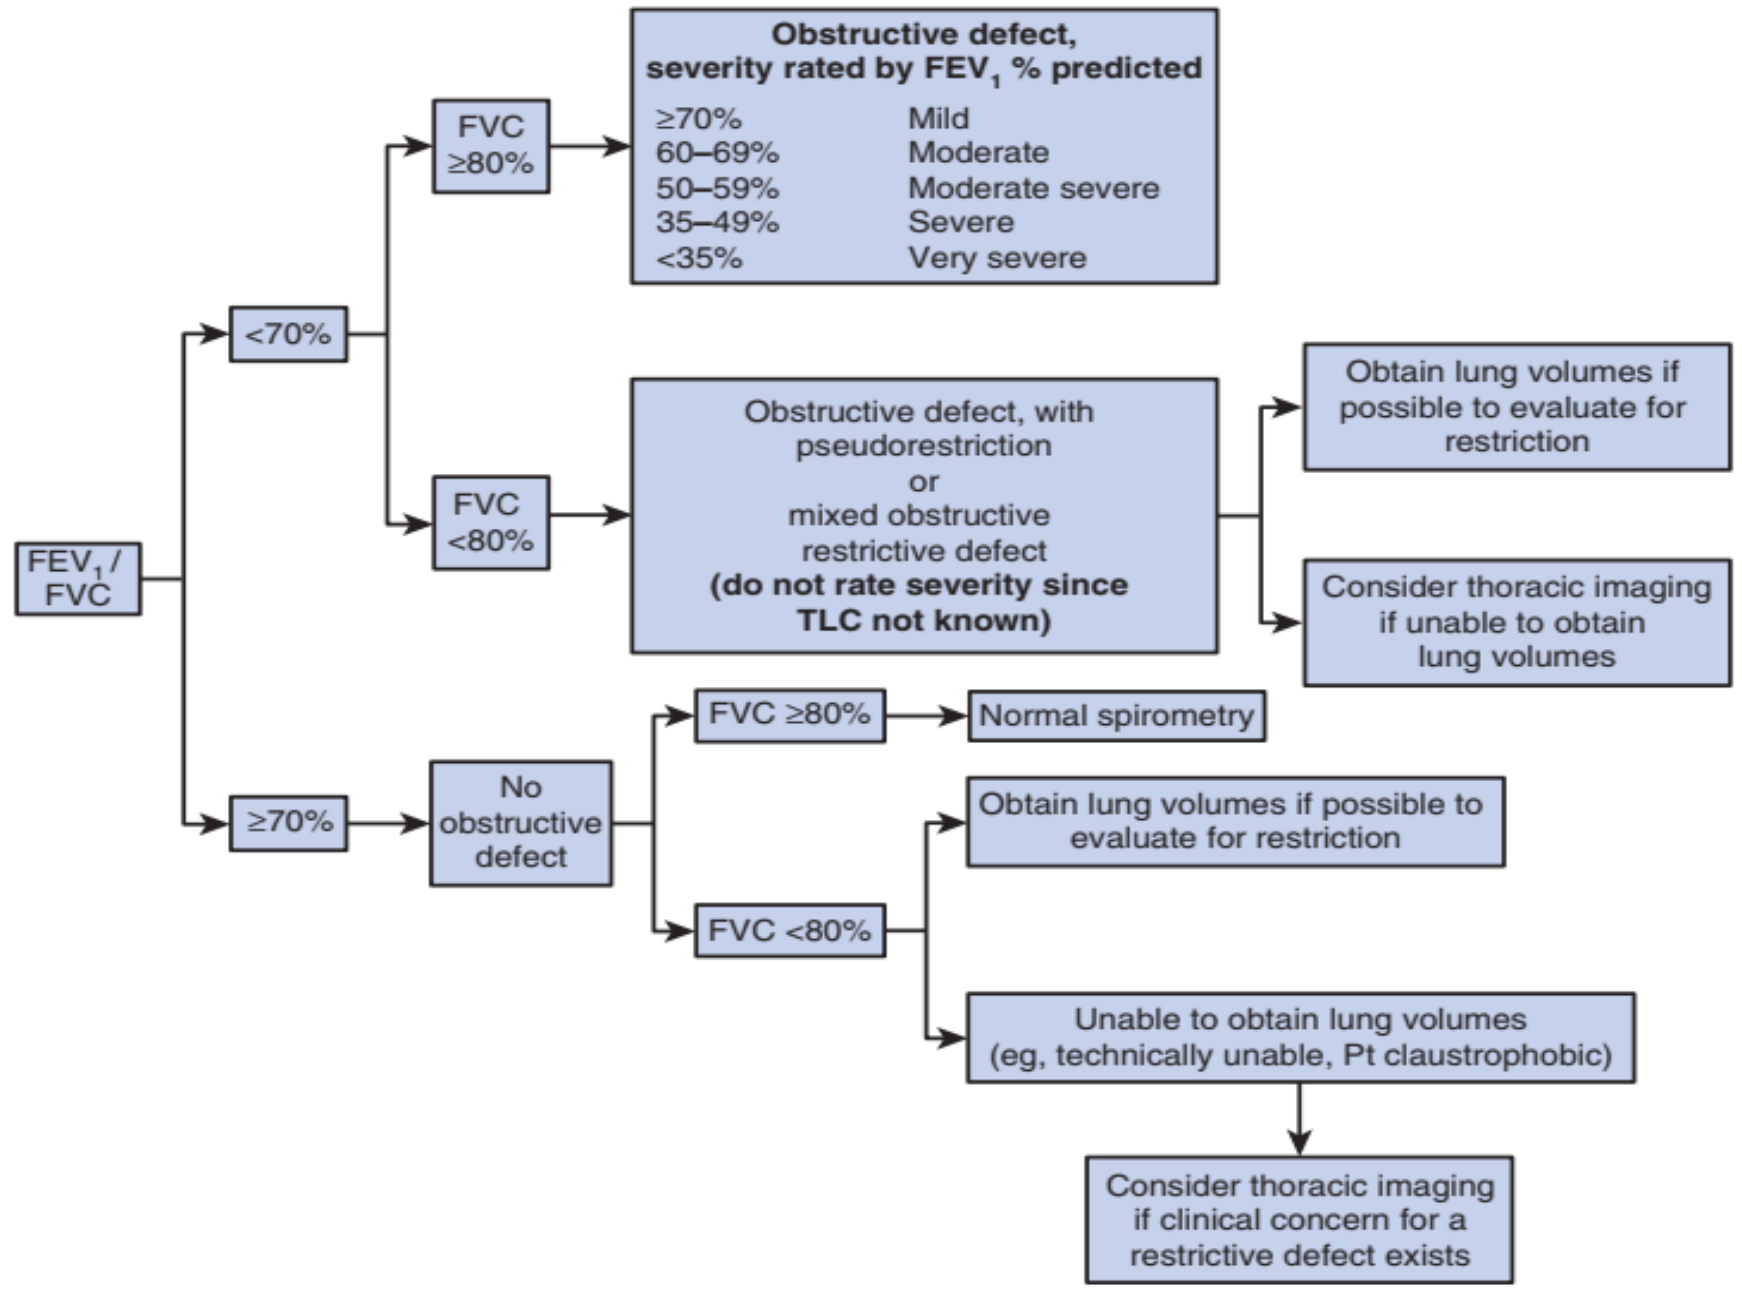 Obstructive defect,
severity rated by FEV1 % predicted
≥70% Mild
60–69% Moderate
50–59% Moderate severe
35–49% Severe
<35% Very severe
FVC
≥80%
<70%
Obstructive defect, with
pseudorestriction
or
mixed obstructive
restrictive defect
(do not rate severity since
TLC not known)
Obtain lung volumes if
possible to evaluate for
restriction
FVC
<80%
Consider thoracic imaging
if unable to obtain
lung volumes
FEV1 /
FVC
FVC ≥80%
Normal spirometry
No
obstructive
defect
≥70%
Obtain lung volumes if possible to
evaluate for restriction
FVC <80%
Unable to obtain lung volumes
(eg, technically unable, Pt claustrophobic)
Consider thoracic imaging
if clinical concern for a
restrictive defect exists